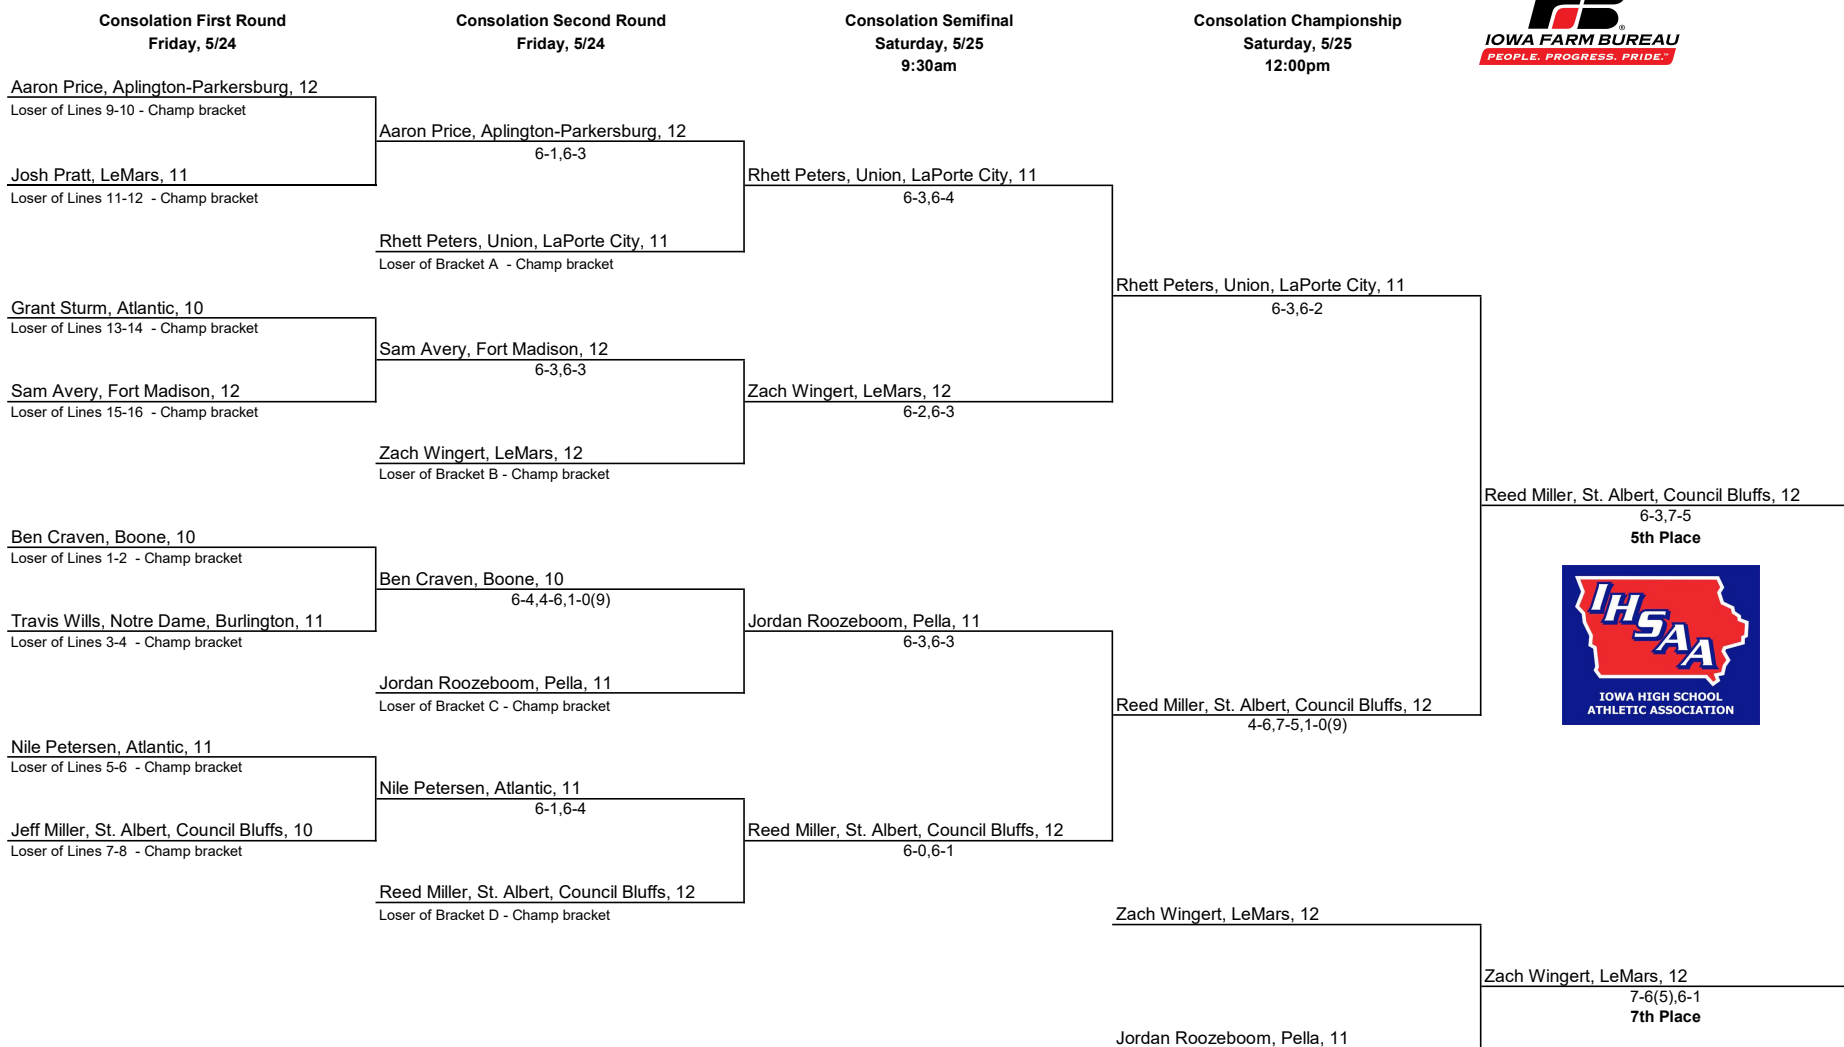 Consolation First Round
Friday, 5/24
Consolation Second Round
Friday, 5/24
Consolation Semifinal
Saturday, 5/25
9:30am
Consolation Championship
Saturday, 5/25
12:00pm
FB®
IOWA FARM BUREAU
PEOPLE. PROGRESS. PRIDE.™
Aaron Price, Aplington-Parkersburg, 12
Loser of Lines 9-10 - Champ bracket
Josh Pratt, LeMars, 11
Loser of Lines 11-12 - Champ bracket
Grant Sturm, Atlantic, 10
Loser of Lines 13-14 - Champ bracket
Sam Avery, Fort Madison, 12
Loser of Lines 15-16 - Champ bracket
Ben Craven, Boone, 10
Loser of Lines 1-2 - Champ bracket
Travis Wills, Notre Dame, Burlington, 11
Loser of Lines 3-4 - Champ bracket
Nile Petersen, Atlantic, 11
Loser of Lines 5-6 - Champ bracket
Jeff Miller, St. Albert, Council Bluffs, 10
Loser of Lines 7-8 - Champ bracket
Aaron Price, Aplington-Parkersburg, 12
6-1,6-3
Rhett Peters, Union, LaPorte City, 11
Loser of Bracket A - Champ bracket
Sam Avery, Fort Madison, 12
6-3,6-3
Zach Wingert, LeMars, 12
Loser of Bracket B - Champ bracket
Ben Craven, Boone, 10
6-4,4-6,1-0(9)
Jordan Roozeboom, Pella, 11
Loser of Bracket C - Champ bracket
Nile Petersen, Atlantic, 11
6-1,6-4
Reed Miller, St. Albert, Council Bluffs, 12
Loser of Bracket D - Champ bracket
Rhett Peters, Union, LaPorte City, 11
6-3,6-4
Zach Wingert, LeMars, 12
6-2,6-3
Jordan Roozeboom, Pella, 11
6-3,6-3
Reed Miller, St. Albert, Council Bluffs, 12
6-0,6-1
Rhett Peters, Union, LaPorte City, 11
6-3,6-2
Reed Miller, St. Albert, Council Bluffs, 12
4-6,7-5,1-0(9)
Reed Miller, St. Albert, Council Bluffs, 12
6-3,7-5
5th Place
IHSAA
IOWA HIGH SCHOOL
ATHLETIC ASSOCIATION
Zach Wingert, LeMars, 12
Jordan Roozeboom, Pella, 11
Zach Wingert, LeMars, 12
7-6(5),6-1
7th Place